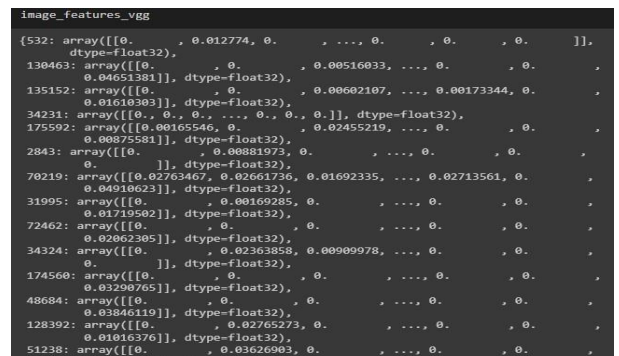 image_features_vgg
{532: array([[0.        , 0.012774, 0.        , ..., 0.        , 0.        , 0.        ]],
dtype=float32),
130463: array([[0.        , 0.        , 0.00516033, ..., 0.        , 0.        ,
0.04651381]], dtype=float32),
135152: array([[0.        , 0.        , 0.00602107, ..., 0.00173344, 0.        ,
0.01610303]], dtype=float32),
34231: array([[0., 0., 0., ..., 0., 0., 0.]], dtype=float32),
175592: array([[0.00165546, 0.        , 0.02455219, ..., 0.        , 0.        ,
0.00875581]], dtype=float32),
2843: array([[0.        , 0.00881973, 0.        , ..., 0.        , 0.        ,
0.        ]], dtype=float32),
70219: array([[0.02763467, 0.02661736, 0.01692335, ..., 0.02713561, 0.        ,
0.04910623]], dtype=float32),
31995: array([[0.        , 0.00169285, 0.        , ..., 0.        , 0.        ,
0.01719502]], dtype=float32),
72462: array([[0.        , 0.        , 0.        , ..., 0.        , 0.        ,
0.02062305]], dtype=float32),
34324: array([[0.        , 0.02363858, 0.00909978, ..., 0.        , 0.        ,
0.        ]], dtype=float32),
174560: array([[0.        , 0.        , 0.        , ..., 0.        , 0.        ,
0.03290765]], dtype=float32),
48684: array([[0.        , 0.        , 0.        , ..., 0.        , 0.        ,
0.03846119]], dtype=float32),
128392: array([[0.        , 0.02765273, 0.        , ..., 0.        , 0.        ,
0.01016376]], dtype=float32),
51238: array([[0.        , 0.03626903, 0.        , ..., 0.        , 0.        ,